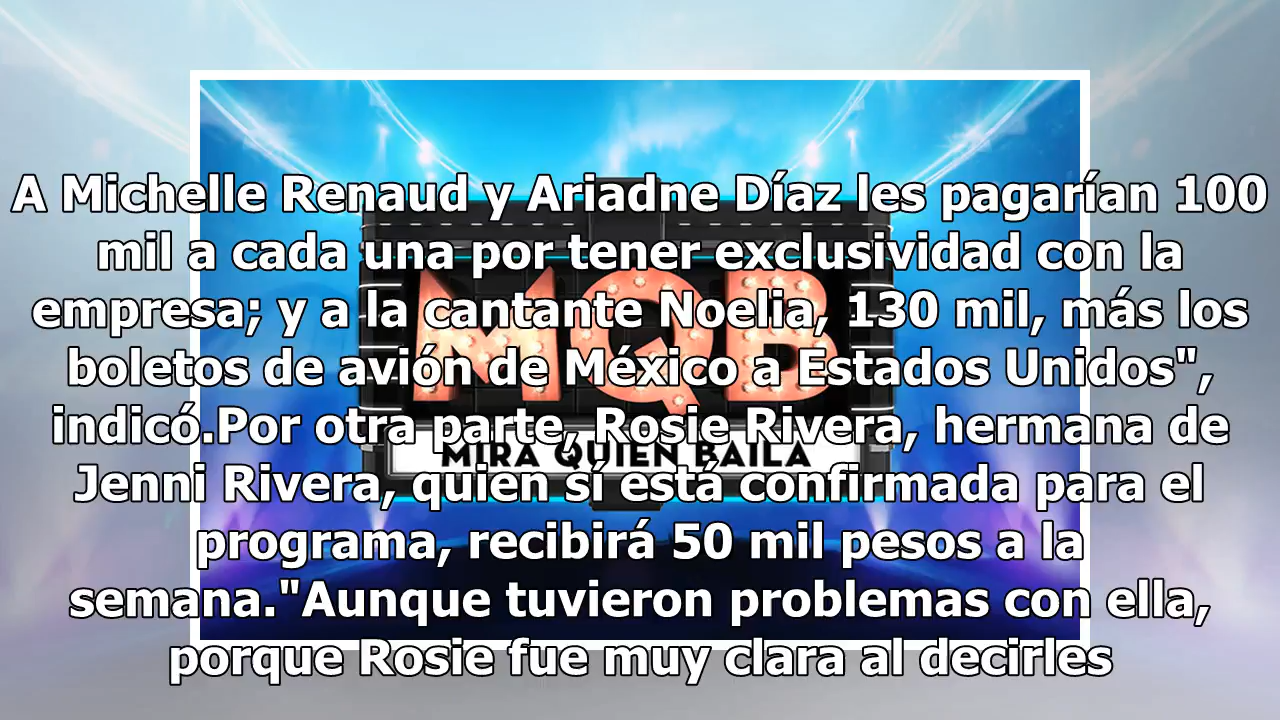 A Michelle Renaud y Ariadne Díaz les pagarían 100
mil a cada una por tener exclusividad con la
empresa; y a la cantante Noelia, 130 mil, más los
boletos de avión de México a Estados Unidos",
indicó.Por otra parte, Rosie Rivera, hermana de
Jenni Rivera, quien sí está confirmada para el
programa, recibirá 50 mil pesos a la
semana."Aunque tuvieron problemas con ella,
porque Rosie fue muy clara al decirles
MQB
MIRA QUIEN BAILA